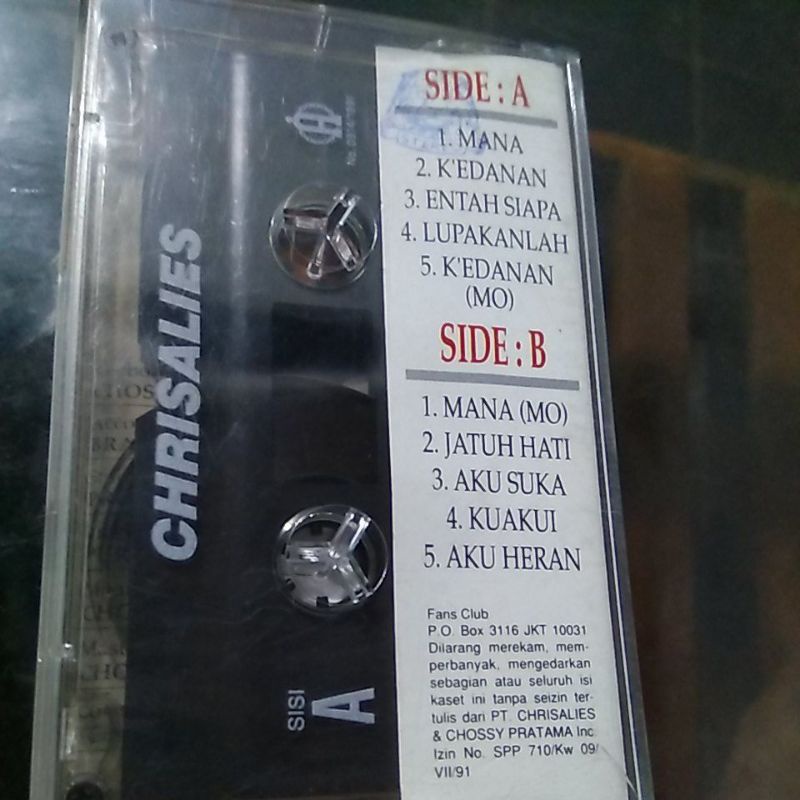 SIDE : A
1. MANA
2. K'EDANAN
3. ENTAH SIAPA
4. LUPAKANLAH
5. K'EDANAN
(MO)
SIDE : B
1. MANA (MO)
2. JATUH HATI
3. AKU SUKA
4. KUAKUI
5. AKU HERAN
Fans Club
P.O. Box 3116 JKT 10031
Dilarang merekam, mem-
perbanyak, mengedarkan
sebagian atau seluruh isi
kaset ini tanpa seizin ter-
tulis dari PT. CHRISALIES
& CHOSSY PRATAMA Inc.
Izin No. SPP 710/Kw 09/
VII/91
CHRISALIES
SISI
A